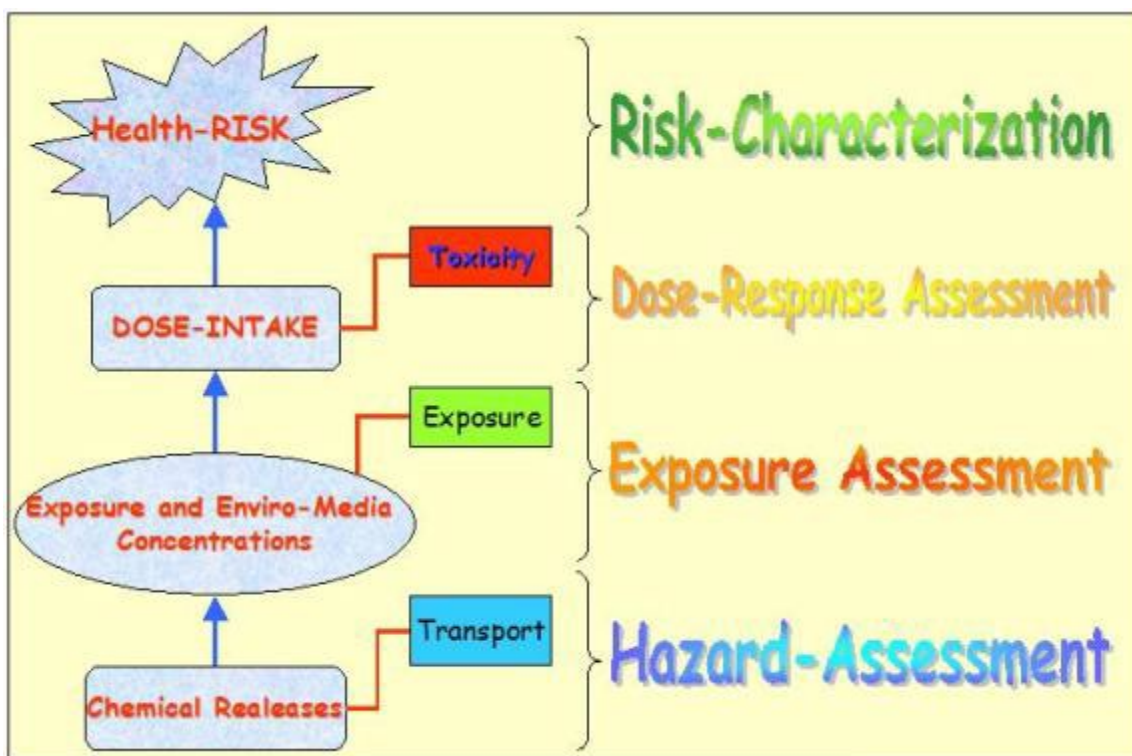 Health-RISK
Risk-Characterization
Toxicity
Dose-Response Assessment
DOSE-INTAKE
Exposure
Exposure Assessment
Exposure and Enviro-Media
Concentrations
Transport
Hazard-Assessment
Chemical Realeases